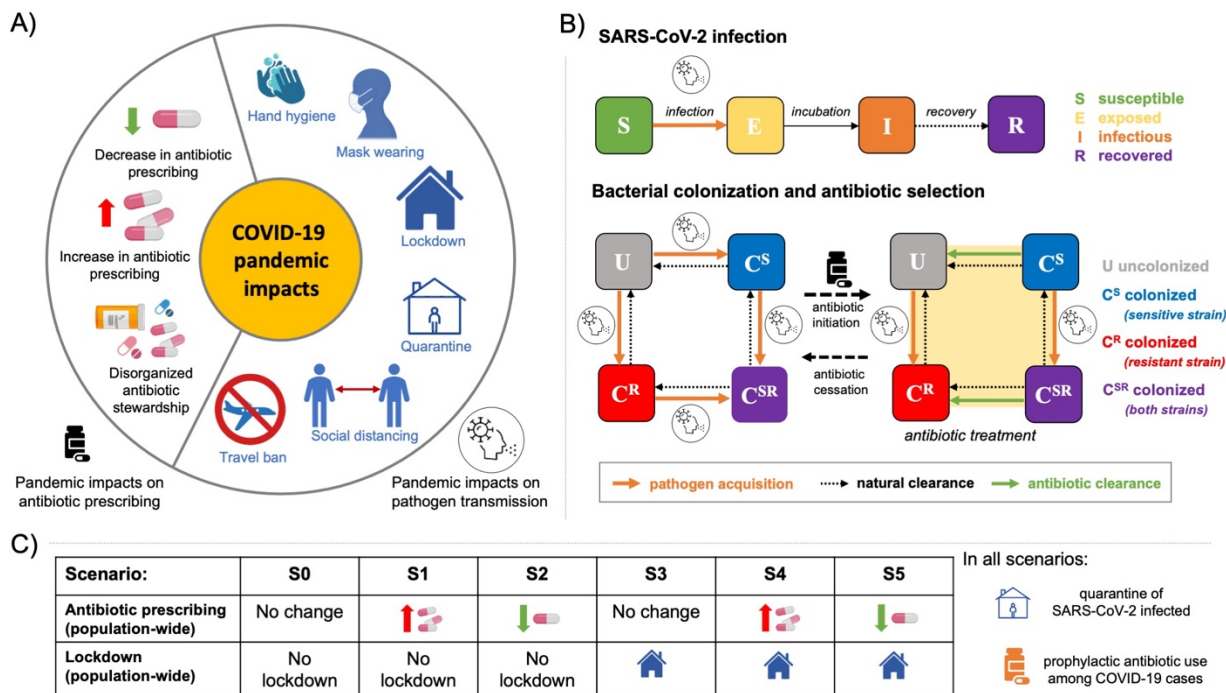 A)
Hand hygiene
Mask wearing
Lockdown
Quarantine
Social distancing
Travel ban
Decrease in antibiotic
prescribing
Increase in antibiotic
prescribing
Disorganized
antibiotic
stewardship
COVID-19
pandemic
impacts
Pandemic impacts on
antibiotic prescribing
Pandemic impacts on
pathogen transmission
B)
SARS-CoV-2 infection
infection
incubation
recovery
S
E
I
R
S susceptible
E exposed
I infectious
R recovered
Bacterial colonization and antibiotic selection
U
C^S
C^R
C^SR
antibiotic
initiation
antibiotic
cessation
U
C^S
C^R
C^SR
antibiotic treatment
U uncolonized
C^S colonized
(sensitive strain)
C^R colonized
(resistant strain)
C^SR colonized
(both strains)
pathogen acquisition
natural clearance
antibiotic clearance
C)
Scenario: S0 S1 S2 S3 S4 S5
Antibiotic prescribing
(population-wide)
No change
No change
Lockdown
(population-wide)
No
lockdown
No
lockdown
No
lockdown
In all scenarios:
quarantine of
SARS-CoV-2 infected
prophylactic antibiotic use
among COVID-19 cases